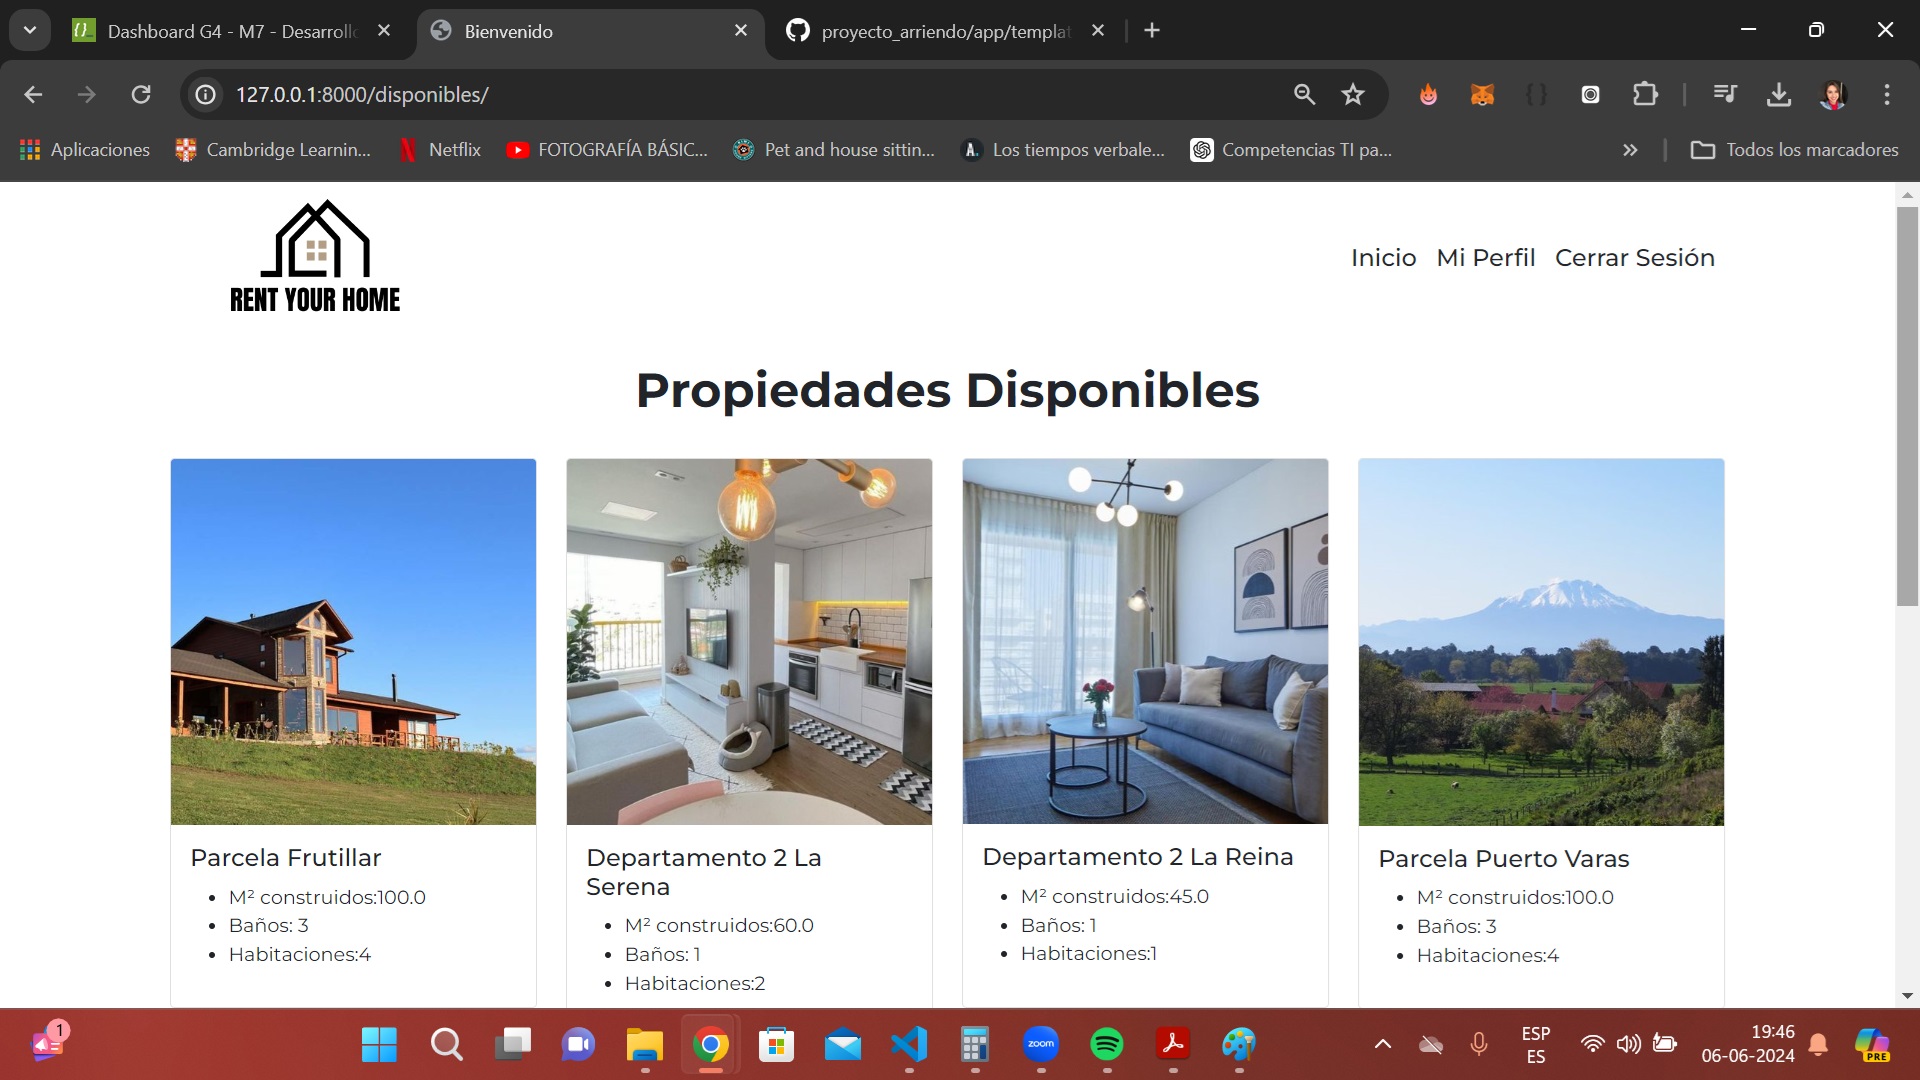 Dashboard G4 - M7 - Desarroll
Bienvenido
proyecto_arriendo/app/templat
127.0.0.1:8000/disponibles/
Aplicaciones
Cambridge Learnin...
Netflix
FOTOGRAFÍA BÁSIC...
Pet and house sittin...
A.
Los tiempos verbale...
Competencias TI pa...
Todos los marcadores
RENT YOUR HOME
Inicio
Mi Perfil
Cerrar Sesión
Propiedades Disponibles
Parcela Frutillar
M² construidos:100.0
Baños: 3
Habitaciones:4
Departamento 2 La
Serena
M² construidos:60.0
Baños: 1
Habitaciones:2
Departamento 2 La Reina
M² construidos:45.0
Baños: 1
Habitaciones:1
Parcela Puerto Varas
M² construidos:100.0
Baños: 3
Habitaciones:4
1
zoom
ESP
ES
19:46
06-06-2024
PRE